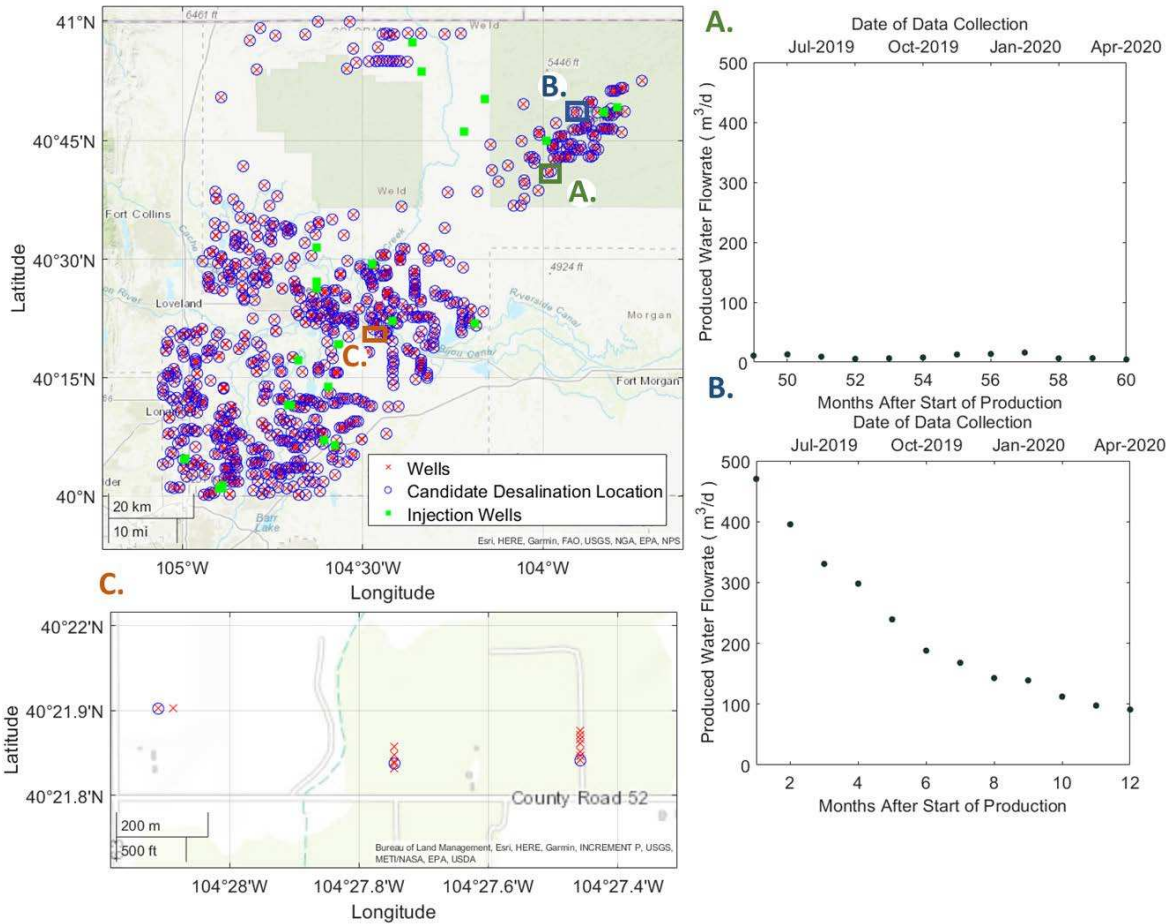 6461 ft
COLORADO
Weld
41°N
40°45'N
40°30'N
40°15'N
40°N
Latitude
5446 ft
B.
A.
Weld
Fort Collins
Cache
Creek
4924 ft
Loveland
Riverside Canal
Morgan
C.
Bijou Canal
Fort Morgan
Barr
Lake
20 km
10 mi
Wells
Candidate Desalination Location
Injection Wells
Esri, HERE, Garmin, FAO, USGS, NGA, EPA, NPS
105°W
104°30'W
104°W
Longitude
A.
Date of Data Collection
Jul-2019
Oct-2019
Jan-2020
Apr-2020
Produced Water Flowrate ( m³/d )
500
400
300
200
100
0
50
52
54
56
58
60
Months After Start of Production
B.
Date of Data Collection
Jul-2019
Oct-2019
Jan-2020
Apr-2020
Produced Water Flowrate ( m³/d )
500
400
300
200
100
0
2
4
6
8
10
12
Months After Start of Production
C.
40°22'N
40°21.9'N
40°21.8'N
Latitude
County Road 52
200 m
500 ft
Bureau of Land Management, Esri, HERE, Garmin, INCREMENT P, USGS,
METI/NASA, EPA, USDA
104°28'W
104°27.8'W
104°27.6'W
104°27.4'W
Longitude